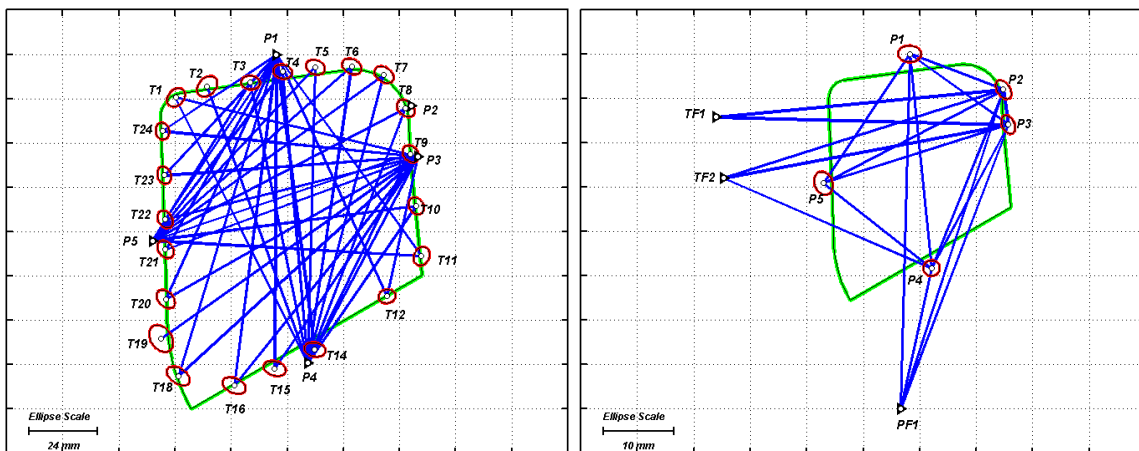 P1
T4
T5
T6
T3
T2
T7
T1
T8
P2
T24
T9
P3
T23
T10
T22
P5
T21
T11
T20
T12
T19
T14
P4
T18
T15
T16
Ellipse Scale
24 mm
P1
P2
TF1
P3
TF2
P5
P4
PF1
Ellipse Scale
10 mm